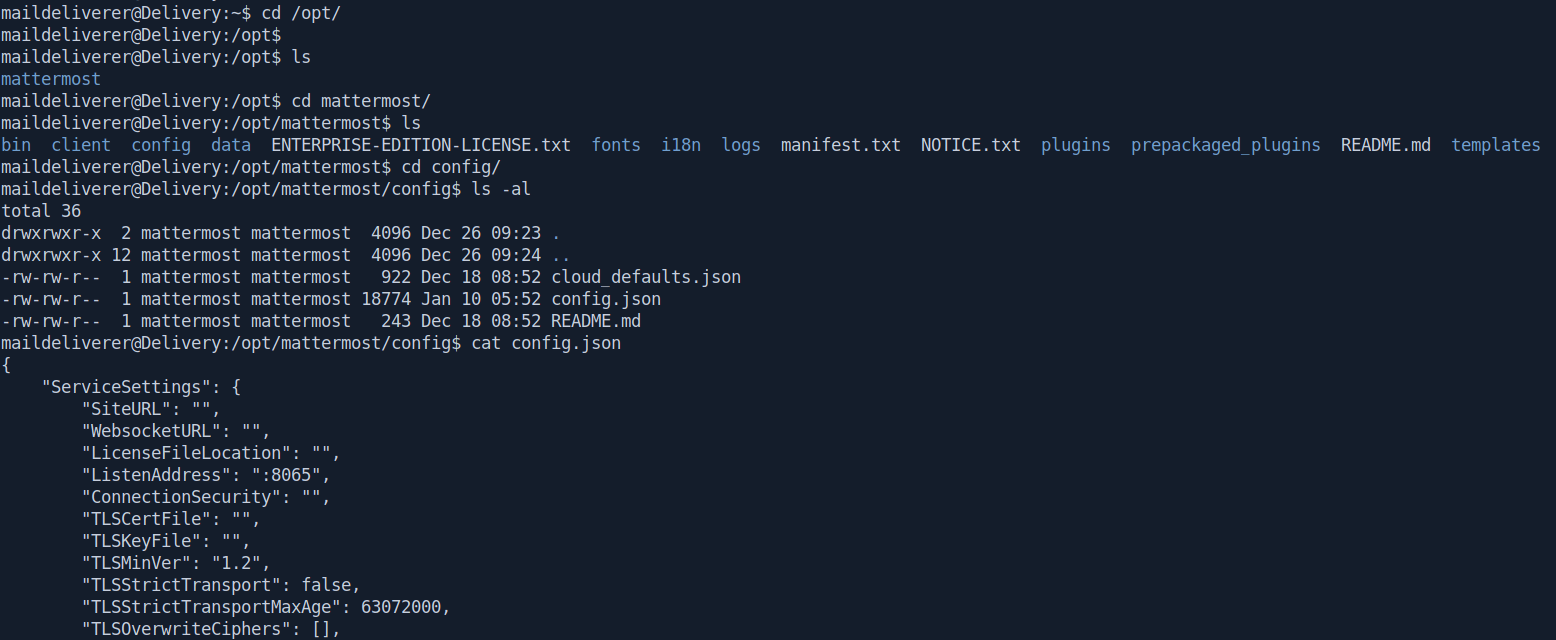 maildeliverer@Delivery:~$ cd /opt/
maildeliverer@Delivery:/opt$
maildeliverer@Delivery:/opt$ ls
mattermost
maildeliverer@Delivery:/opt$ cd mattermost/
maildeliverer@Delivery:/opt/mattermost$ ls
bin  client  config  data  ENTERPRISE-EDITION-LICENSE.txt  fonts  i18n  logs  manifest.txt  NOTICE.txt  plugins  prepackaged_plugins  README.md  templates
maildeliverer@Delivery:/opt/mattermost$ cd config/
maildeliverer@Delivery:/opt/mattermost/config$ ls -al
total 36
drwxrwxr-x  2 mattermost mattermost  4096 Dec 26 09:23 .
drwxrwxr-x 12 mattermost mattermost  4096 Dec 26 09:24 ..
-rw-rw-r--  1 mattermost mattermost   922 Dec 18 08:52 cloud_defaults.json
-rw-rw-r--  1 mattermost mattermost 18774 Jan 10 05:52 config.json
-rw-rw-r--  1 mattermost mattermost   243 Dec 18 08:52 README.md
maildeliverer@Delivery:/opt/mattermost/config$ cat config.json
{
    "ServiceSettings": {
        "SiteURL": "",
        "WebsocketURL": "",
        "LicenseFileLocation": "",
        "ListenAddress": ":8065",
        "ConnectionSecurity": "",
        "TLSCertFile": "",
        "TLSKeyFile": "",
        "TLSMinVer": "1.2",
        "TLSStrictTransport": false,
        "TLSStrictTransportMaxAge": 63072000,
        "TLSOverwriteCiphers": [],